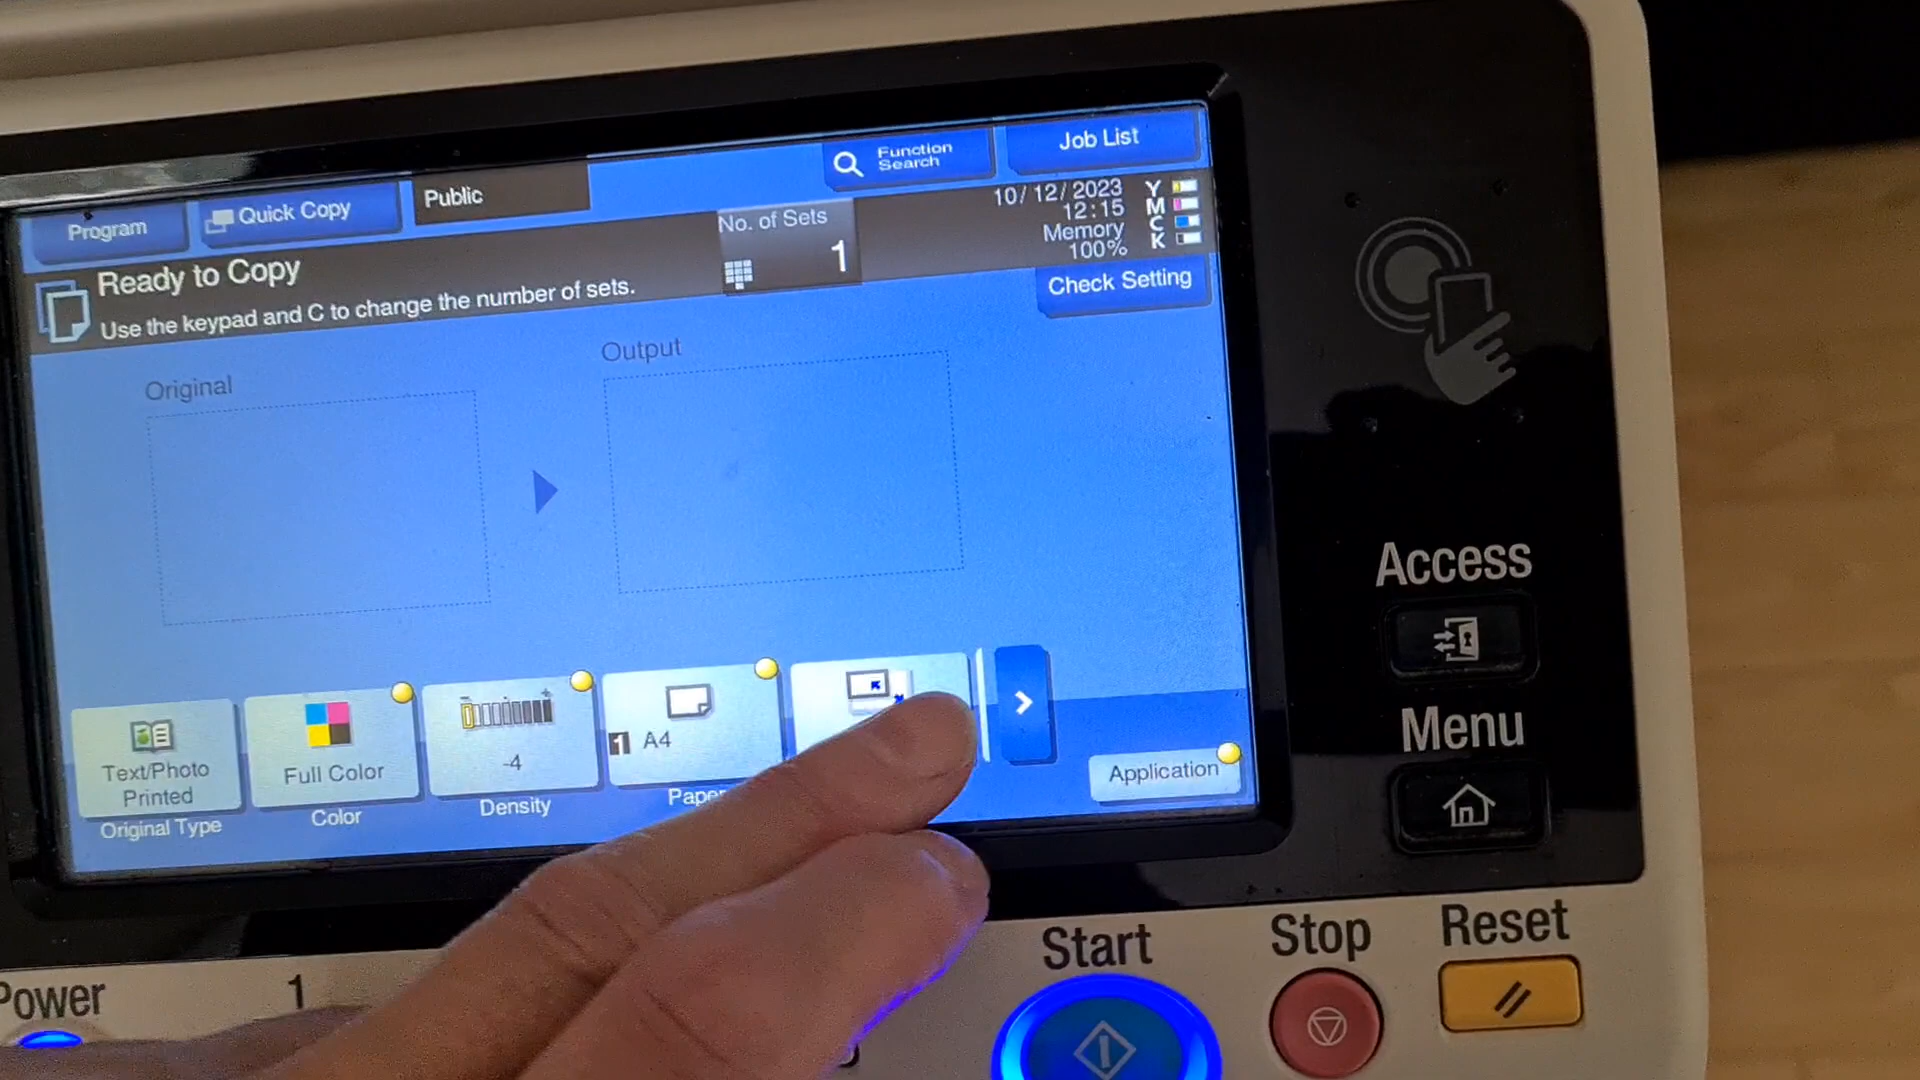 Function
Search
Job List
Program
Quick Copy
Public
No. of Sets
1
10/12/2023
12:15
Memory
100%
Y
M
C
K
Ready to Copy
Use the keypad and C to change the number of sets.
Check Setting
Original
Output
Text/Photo
Printed
Original Type
Full Color
Color
-4
Density
1 A4
Paper
Application
Access
Menu
Power
1
Start
Stop
Reset